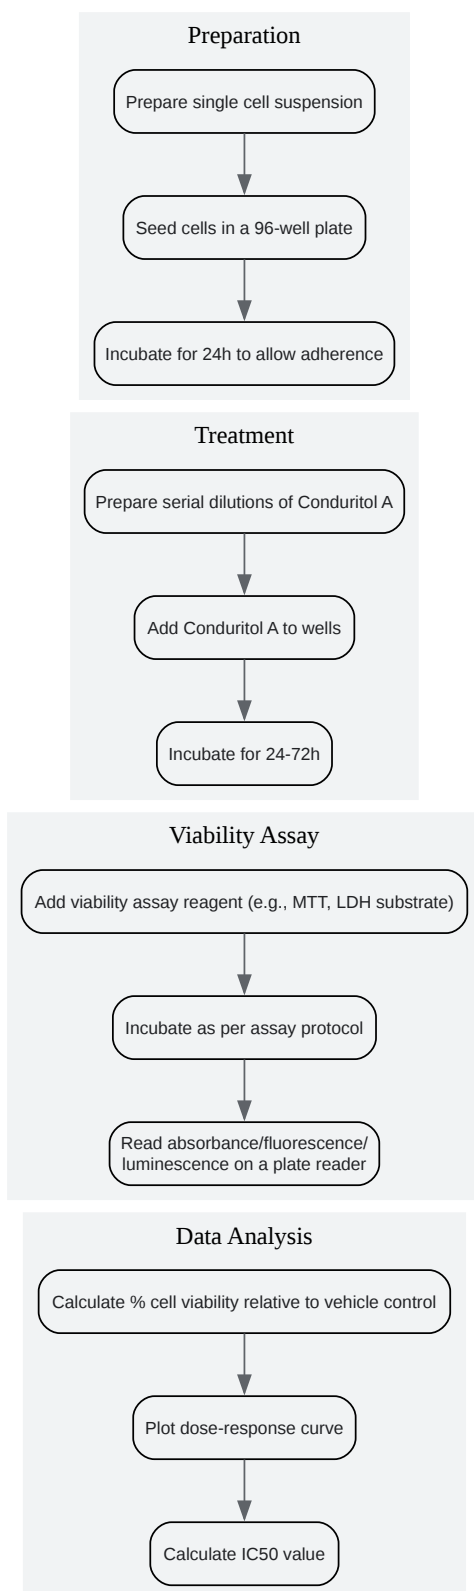 Preparation
Prepare single cell suspension
Seed cells in a 96-well plate
Incubate for 24h to allow adherence
Treatment
Prepare serial dilutions of Conduritol A
Add Conduritol A to wells
Incubate for 24-72h
Viability Assay
Add viability assay reagent (e.g., MTT, LDH substrate)
Incubate as per assay protocol
Read absorbance/fluorescence/
luminescence on a plate reader
Data Analysis
Calculate % cell viability relative to vehicle control
Plot dose-response curve
Calculate IC50 value